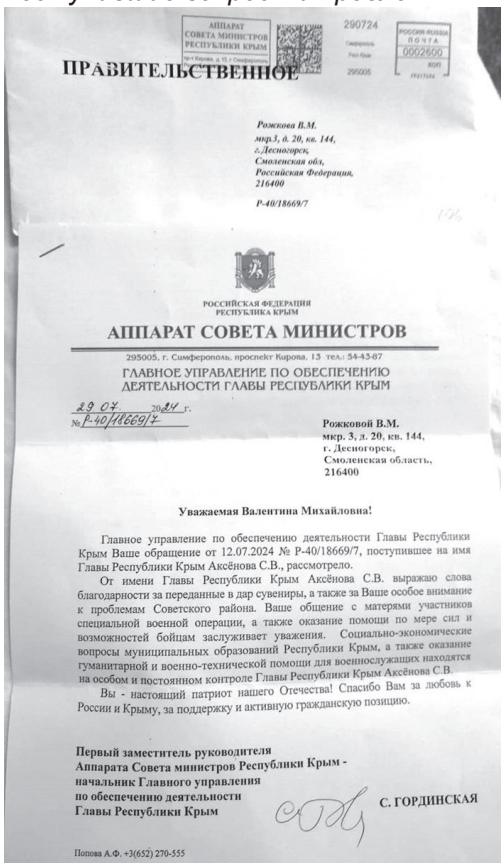 АППАРАТ
СОВЕТА МИНИСТРОВ
РЕСПУБЛИКИ КРЫМ
290724
295005
РОССИЯ RUSSIA
ПОЧТА
0002600
КОП
ПРАВИТЕЛЬСТВЕННОЕ
Рожкова В.М.
мкр.3, д. 20, кв. 144,
г. Десногорск,
Смоленская обл,
Российская Федерация,
216400
Р-40/18669/7
РОССИЙСКАЯ ФЕДЕРАЦИЯ
РЕСПУБЛИКА КРЫМ
АППАРАТ СОВЕТА МИНИСТРОВ
295005, г. Симферополь, проспект Кирова, 13 тел.: 54-43-87
ГЛАВНОЕ УПРАВЛЕНИЕ ПО ОБЕСПЕЧЕНИЮ
ДЕЯТЕЛЬНОСТИ ГЛАВЫ РЕСПУБЛИКИ КРЫМ
29.07. 2024 г.
№ Р-40/18669/7
Рожковой В.М.
мкр. 3, д. 20, кв. 144,
г. Десногорск,
Смоленская область,
216400
Уважаемая Валентина Михайловна!
Главное управление по обеспечению деятельности Главы Республики
Крым Ваше обращение от 12.07.2024 № Р-40/18669/7, поступившее на имя
Главы Республики Крым Аксёнова С.В., рассмотрело.
От имени Главы Республики Крым Аксёнова С.В. выражаю слова
благодарности за переданные в дар сувениры, а также за Ваше особое внимание
к проблемам Советского района. Ваше общение с матерями участников
специальной военной операции, а также оказание помощи по мере сил и
возможностей бойцам заслуживает уважения. Социально-экономические
вопросы муниципальных образований Республики Крым, а также оказание
гуманитарной и военно-технической помощи для военнослужащих находятся
на особом и постоянном контроле Главы Республики Крым Аксёнова С.В.
Вы - настоящий патриот нашего Отечества! Спасибо Вам за любовь к
России и Крыму, за поддержку и активную гражданскую позицию.
Первый заместитель руководителя
Аппарата Совета министров Республики Крым -
начальник Главного управления
по обеспечению деятельности
Главы Республики Крым
С. ГОРДИНСКАЯ
Попова А.Ф. +3(652) 270-555